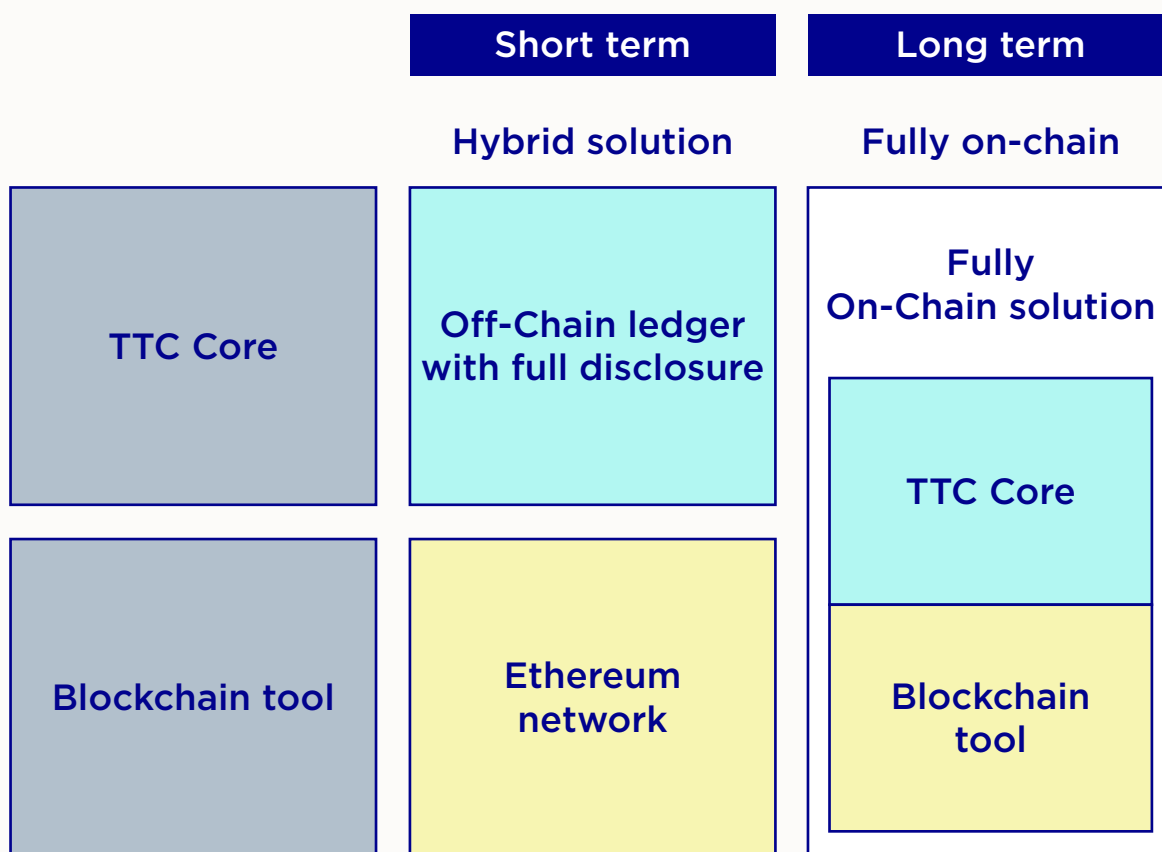 Short term
Long term
Hybrid solution
Fully on-chain
TTC Core
Off-Chain ledger
with full disclosure
Fully
On-Chain solution
TTC Core
Blockchain tool
Ethereum
network
Blockchain
tool